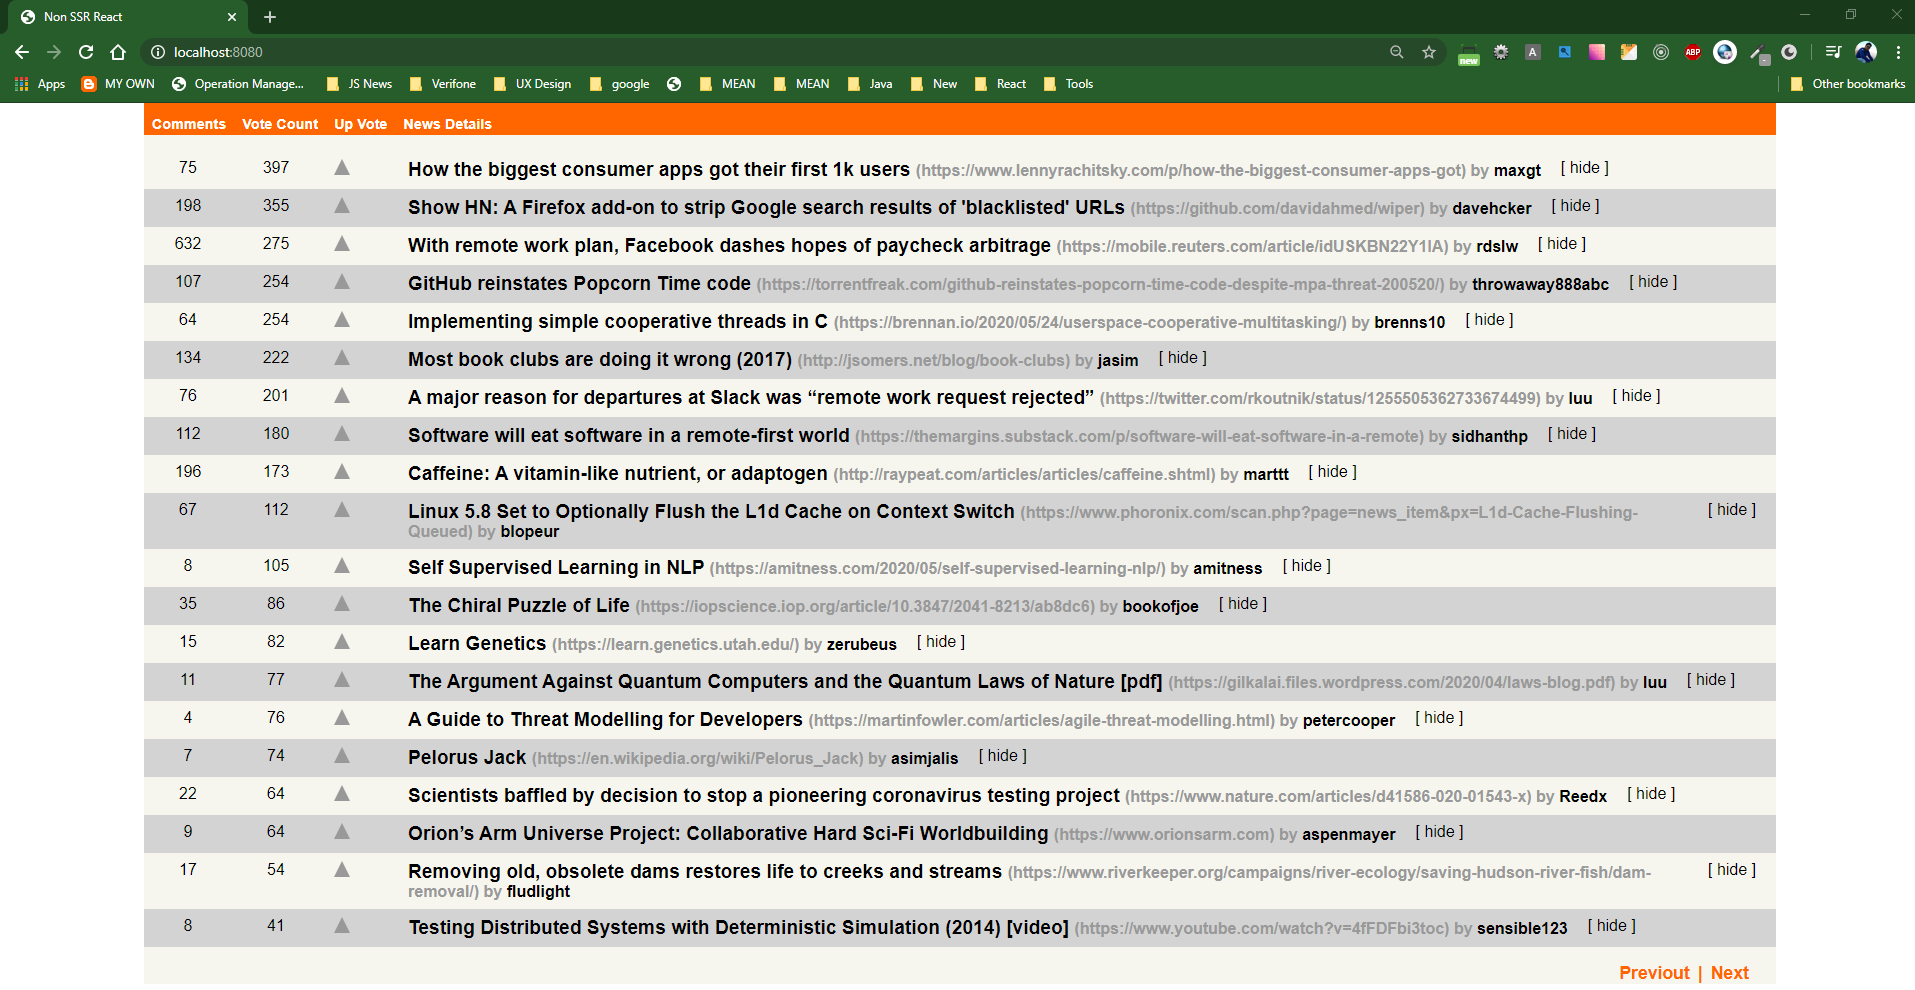 Non SSR React
localhost:8080
new
A
ABP
Apps MY OWN Operation Manage... JS News Verifone UX Design google MEAN MEAN Java New React Tools Other bookmarks
Comments Vote Count Up Vote News Details
75 397 How the biggest consumer apps got their first 1k users (https://www.lennyrachitsky.com/p/how-the-biggest-consumer-apps-got) by maxgt [ hide ]
198 355 Show HN: A Firefox add-on to strip Google search results of 'blacklisted' URLs (https://github.com/davidahmed/wiper) by davehcker [ hide ]
632 275 With remote work plan, Facebook dashes hopes of paycheck arbitrage (https://mobile.reuters.com/article/idUSKBN22Y1IA) by rdslw [ hide ]
107 254 GitHub reinstates Popcorn Time code (https://torrentfreak.com/github-reinstates-popcorn-time-code-despite-mpa-threat-200520/) by throwaway888abc [ hide ]
64 254 Implementing simple cooperative threads in C (https://brennan.io/2020/05/24/userspace-cooperative-multitasking/) by brenns10 [ hide ]
134 222 Most book clubs are doing it wrong (2017) (http://jsomers.net/blog/book-clubs) by jasim [ hide ]
76 201 A major reason for departures at Slack was “remote work request rejected” (https://twitter.com/rkoutnik/status/1255505362733674499) by luu [ hide ]
112 180 Software will eat software in a remote-first world (https://themargins.substack.com/p/software-will-eat-software-in-a-remote) by sidhanthp [ hide ]
196 173 Caffeine: A vitamin-like nutrient, or adaptogen (http://raypeat.com/articles/articles/caffeine.shtml) by marttt [ hide ]
67 112 Linux 5.8 Set to Optionally Flush the L1d Cache on Context Switch (https://www.phoronix.com/scan.php?page=news_item&px=L1d-Cache-Flushing- [ hide ]
Queued) by blopeur
8 105 Self Supervised Learning in NLP (https://amitness.com/2020/05/self-supervised-learning-nlp/) by amitness [ hide ]
35 86 The Chiral Puzzle of Life (https://iopscience.iop.org/article/10.3847/2041-8213/ab8dc6) by bookofjoe [ hide ]
15 82 Learn Genetics (https://learn.genetics.utah.edu/) by zerubeus [ hide ]
11 77 The Argument Against Quantum Computers and the Quantum Laws of Nature [pdf] (https://gilkalai.files.wordpress.com/2020/04/laws-blog.pdf) by luu [ hide ]
4 76 A Guide to Threat Modelling for Developers (https://martinfowler.com/articles/agile-threat-modelling.html) by petercooper [ hide ]
7 74 Pelorus Jack (https://en.wikipedia.org/wiki/Pelorus_Jack) by asimjalis [ hide ]
22 64 Scientists baffled by decision to stop a pioneering coronavirus testing project (https://www.nature.com/articles/d41586-020-01543-x) by Reedx [ hide ]
9 64 Orion’s Arm Universe Project: Collaborative Hard Sci-Fi Worldbuilding (https://www.orionsarm.com) by aspenmayer [ hide ]
17 54 Removing old, obsolete dams restores life to creeks and streams (https://www.riverkeeper.org/campaigns/river-ecology/saving-hudson-river-fish/dam- [ hide ]
removal/) by fludlight
8 41 Testing Distributed Systems with Deterministic Simulation (2014) [video] (https://www.youtube.com/watch?v=4fFDFbi3toc) by sensible123 [ hide ]
Previout | Next